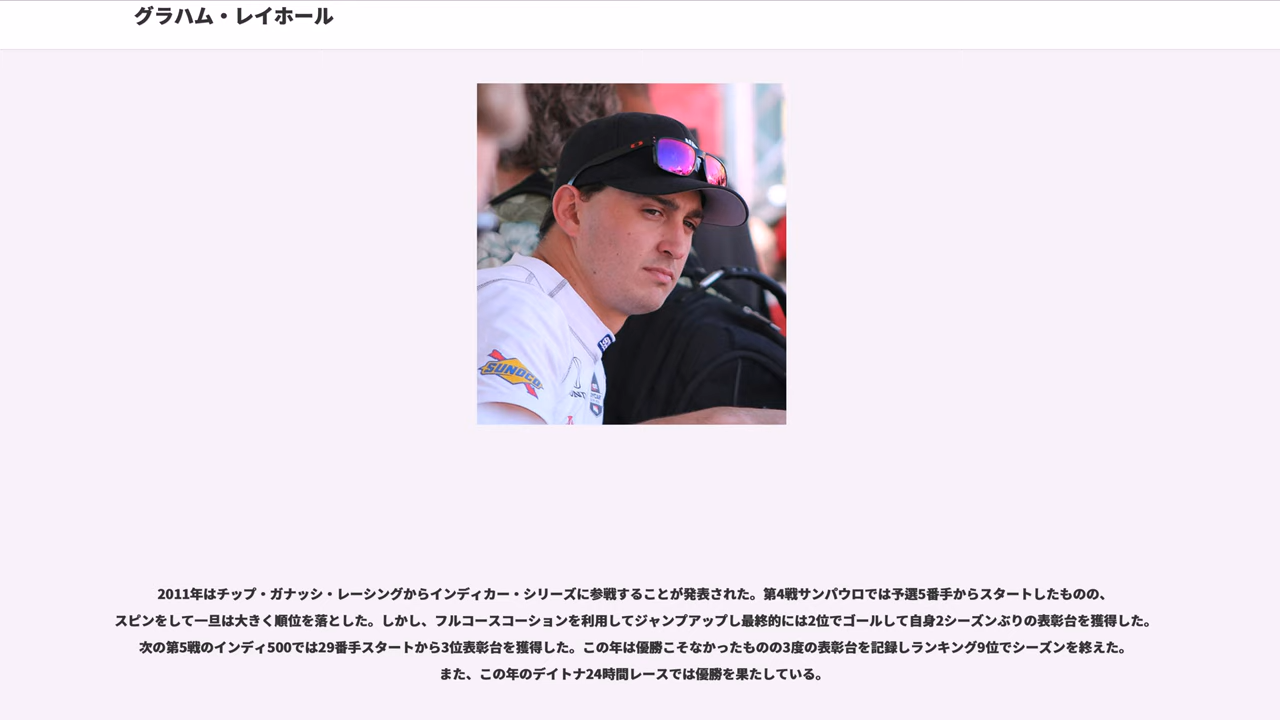 グラハム・レイホール
SUNOCO
2011年はチップ・ガナッシ・レーシングからインディカー・シリーズに参戦することが発表された。第4戦サンパウロでは予選5番手からスタートしたものの、
スピンをして一旦は大きく順位を落とした。しかし、フルコースコーションを利用してジャンプアップし最終的には2位でゴールして自身2シーズンぶりの表彰台を獲得した。
次の第5戦のインディ500では29番手スタートから3位表彰台を獲得した。この年は優勝こそなかったものの3度の表彰台を記録しランキング9位でシーズンを終えた。
また、この年のデイトナ24時間レースでは優勝を果たしている。